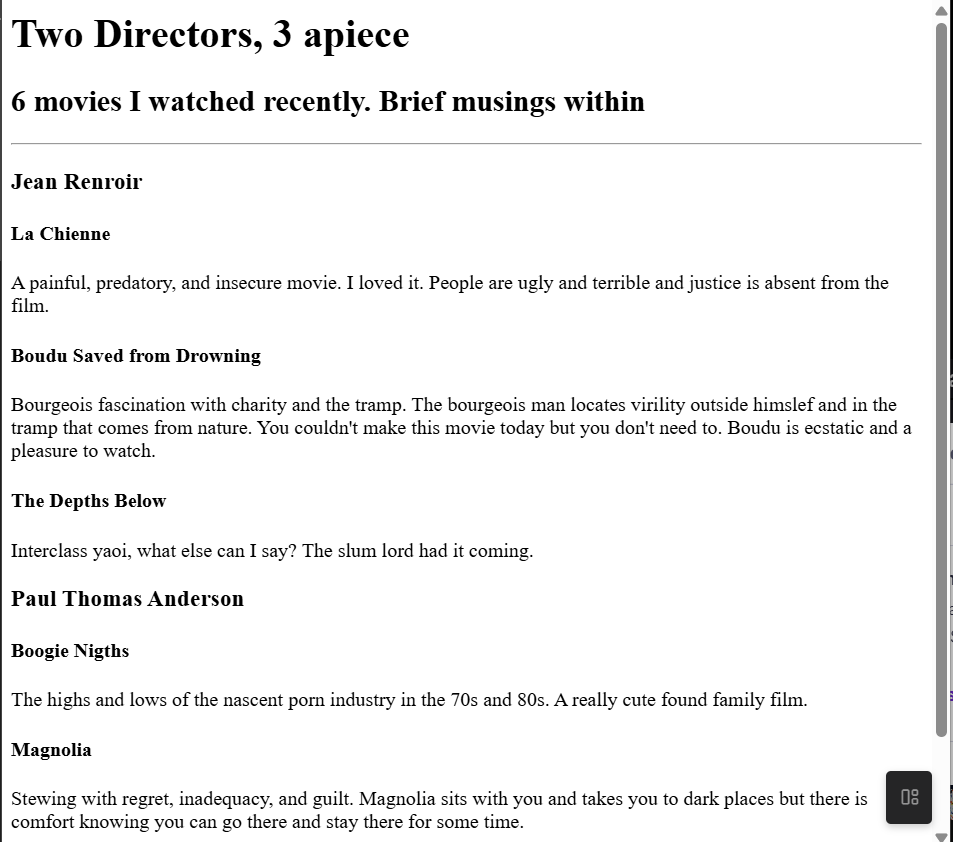 Two Directors, 3 apiece
6 movies I watched recently. Brief musings within
Jean Renroir
La Chienne
A painful, predatory, and insecure movie. I loved it. People are ugly and terrible and justice is absent from the
film.
Boudu Saved from Drowning
Bourgeois fascination with charity and the tramp. The bourgeois man locates virility outside himslef and in the
tramp that comes from nature. You couldn't make this movie today but you don't need to. Boudu is ecstatic and a
pleasure to watch.
The Depths Below
Interclass yaoi, what else can I say? The slum lord had it coming.
Paul Thomas Anderson
Boogie Nigths
The highs and lows of the nascent porn industry in the 70s and 80s. A really cute found family film.
Magnolia
Stewing with regret, inadequacy, and guilt. Magnolia sits with you and takes you to dark places but there is
comfort knowing you can go there and stay there for some time.